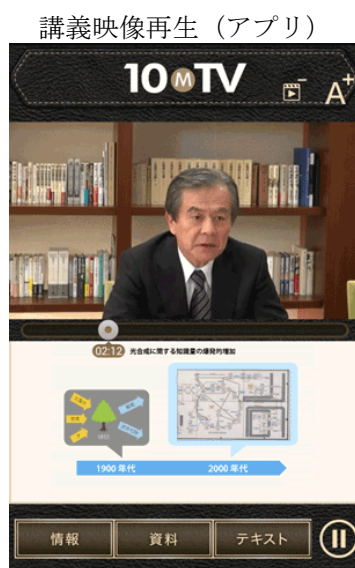 講義映像再生（アプリ）
10MTV
A+
02:12 光合成に関する知識量の爆発的増加
1900 年代
2000 年代
情報
資料
テキスト